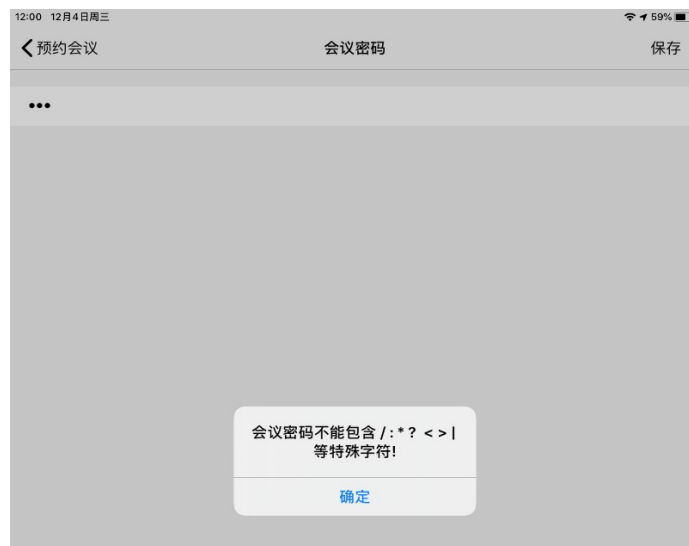 12:00 12月4日周三 59%
预约会议 会议密码 保存
•••
会议密码不能包含 / : * ? < > |
等特殊字符!
确定